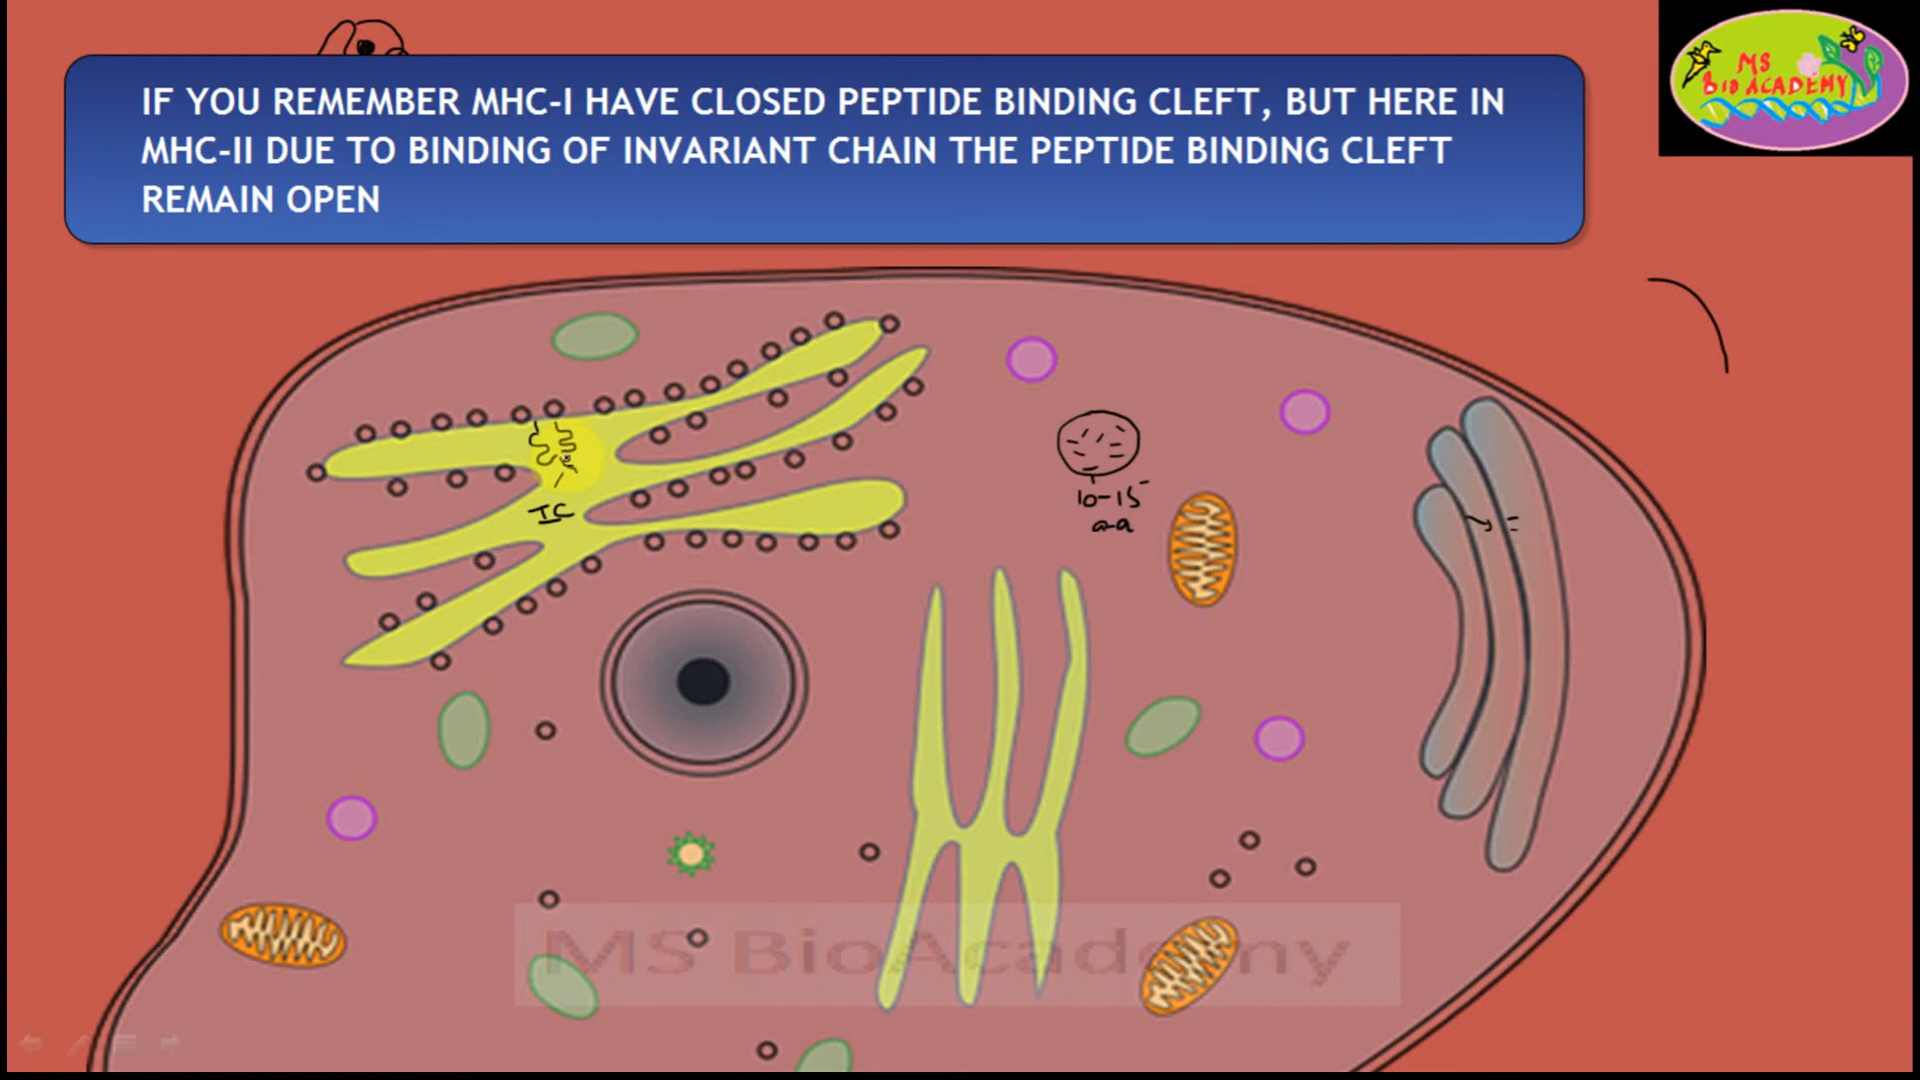 IF YOU REMEMBER MHC-I HAVE CLOSED PEPTIDE BINDING CLEFT, BUT HERE IN
MHC-II DUE TO BINDING OF INVARIANT CHAIN THE PEPTIDE BINDING CLEFT
REMAIN OPEN
MS
BIO ACADEMY
IC
10-15
a-a
MS BioAcademy